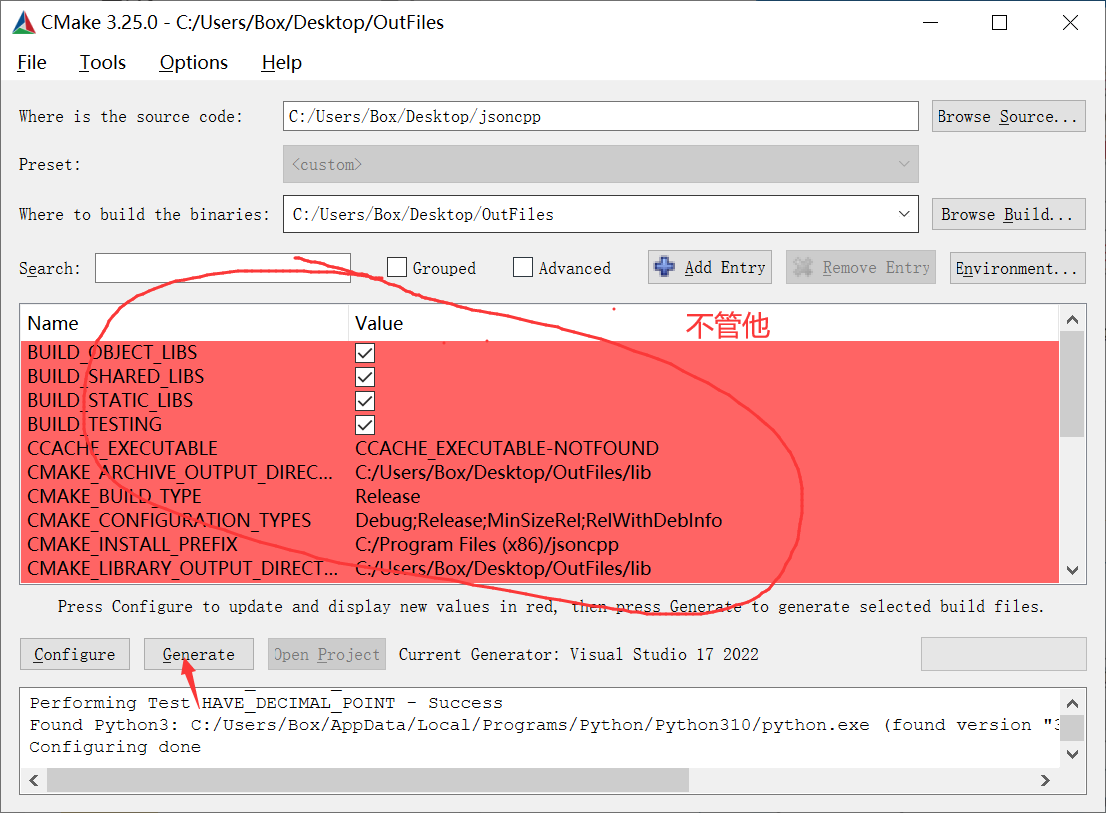 CMake 3.25.0 - C:/Users/Box/Desktop/OutFiles
File Tools Options Help
Where is the source code: C:/Users/Box/Desktop/jsoncpp Browse Source...
Preset: <custom>
Where to build the binaries: C:/Users/Box/Desktop/OutFiles Browse Build...
Search: Grouped Advanced Add Entry Remove Entry Environment...
Name Value 不管他
BUILD_OBJECT_LIBS
BUILD_SHARED_LIBS
BUILD_STATIC_LIBS
BUILD_TESTING
CCACHE_EXECUTABLE CCACHE_EXECUTABLE-NOTFOUND
CMAKE_ARCHIVE_OUTPUT_DIREC... C:/Users/Box/Desktop/OutFiles/lib
CMAKE_BUILD_TYPE Release
CMAKE_CONFIGURATION_TYPES Debug;Release;MinSizeRel;RelWithDebInfo
CMAKE_INSTALL_PREFIX C:/Program Files (x86)/jsoncpp
CMAKE_LIBRARY_OUTPUT_DIRECT... C:/Users/Box/Desktop/OutFiles/lib
Press Configure to update and display new values in red, then press Generate to generate selected build files.
Configure Generate Open Project Current Generator: Visual Studio 17 2022
Performing Test HAVE_DECIMAL_POINT - Success
Found Python3: C:/Users/Box/AppData/Local/Programs/Python/Python310/python.exe (found version "3
Configuring done